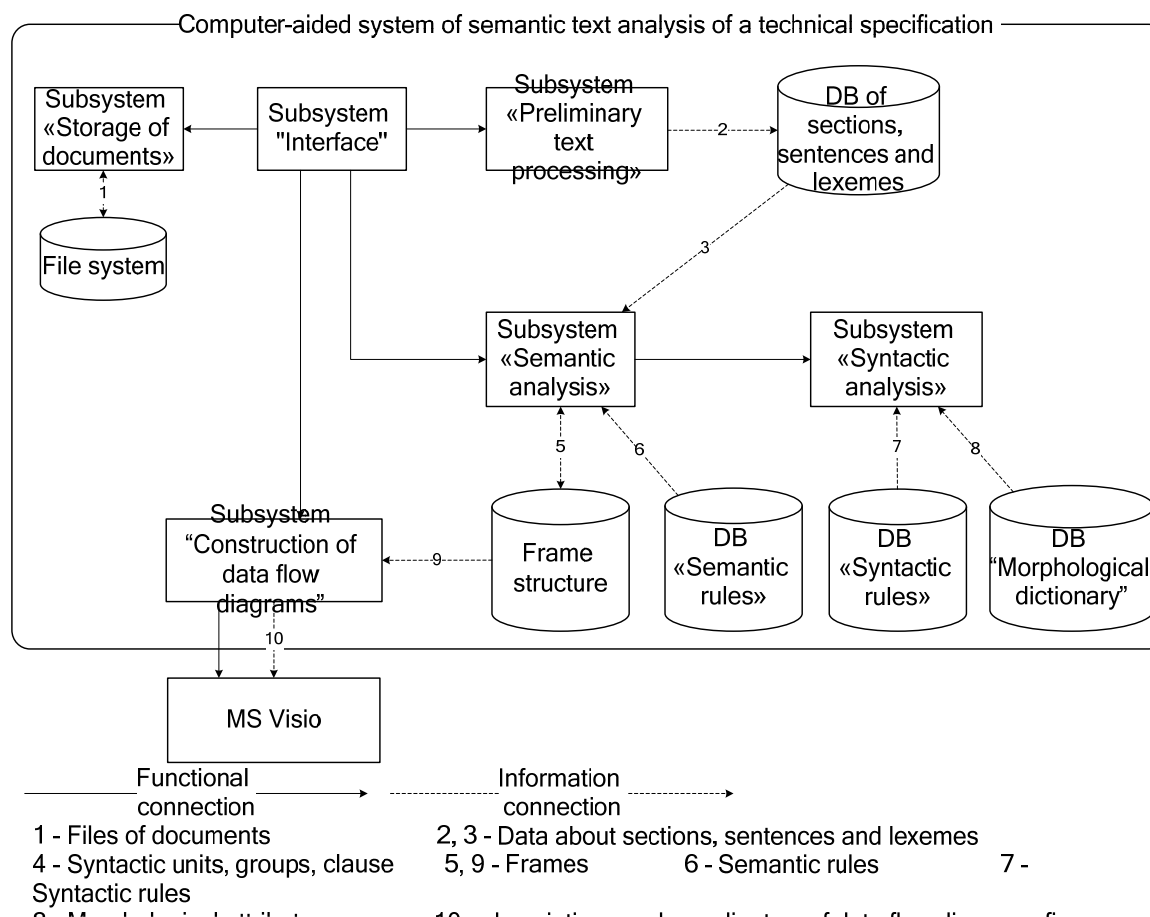 Computer-aided system of semantic text analysis of a technical specification
Subsystem
«Storage of
documents»
Subsystem
"Interface"
Subsystem
«Preliminary
text
processing»
2
DB of
sections,
sentences and
lexemes
1
File system
3
Subsystem
«Semantic
analysis»
Subsystem
«Syntactic
analysis»
5
6
7
8
Subsystem
“Construction of
data flow
diagrams”
9
Frame
structure
DB
«Semantic
rules»
DB
«Syntactic
rules»
DB
“Morphological
dictionary”
10
MS Visio
Functional
connection
Information
connection
1 - Files of documents
2, 3 - Data about sections, sentences and lexemes
4 - Syntactic units, groups, clause
5, 9 - Frames
6 - Semantic rules
7 -
Syntactic rules